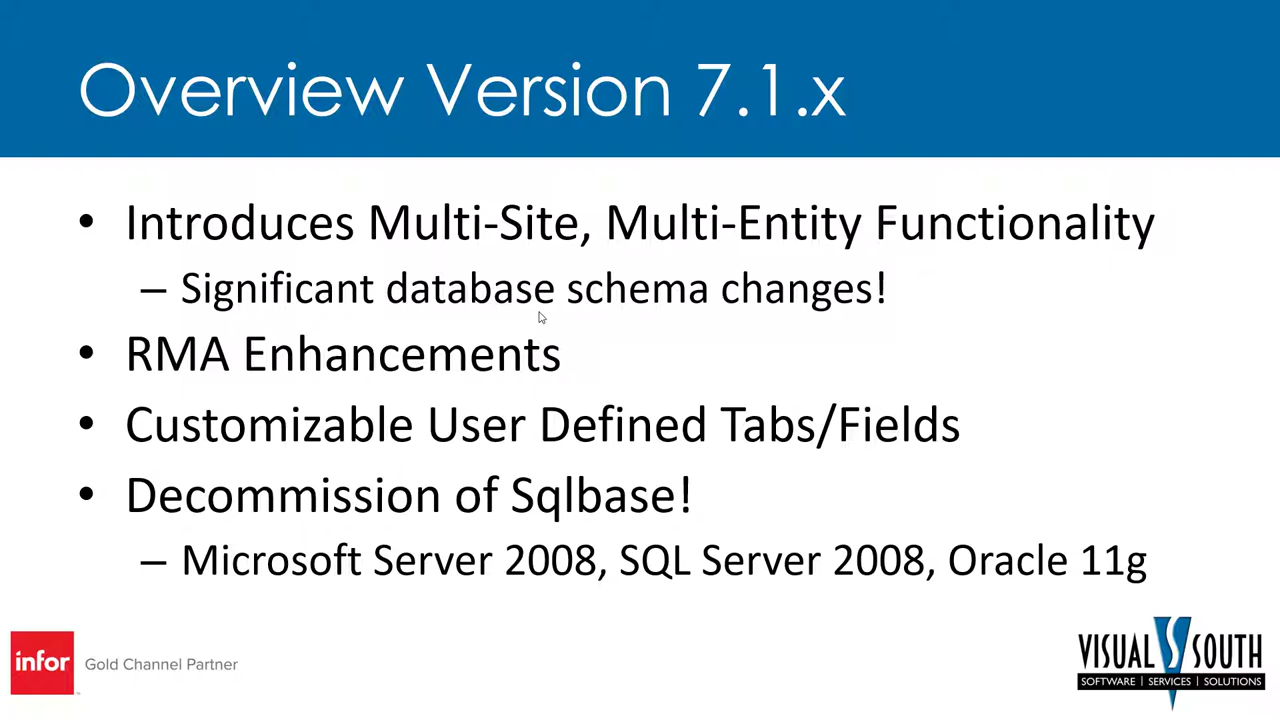 Overview Version 7.1.x
• Introduces Multi-Site, Multi-Entity Functionality
– Significant database schema changes!
• RMA Enhancements
• Customizable User Defined Tabs/Fields
• Decommission of Sqlbase!
– Microsoft Server 2008, SQL Server 2008, Oracle 11g
infor
Gold Channel Partner
VISUAL SOUTH
SOFTWARE | SERVICES | SOLUTIONS